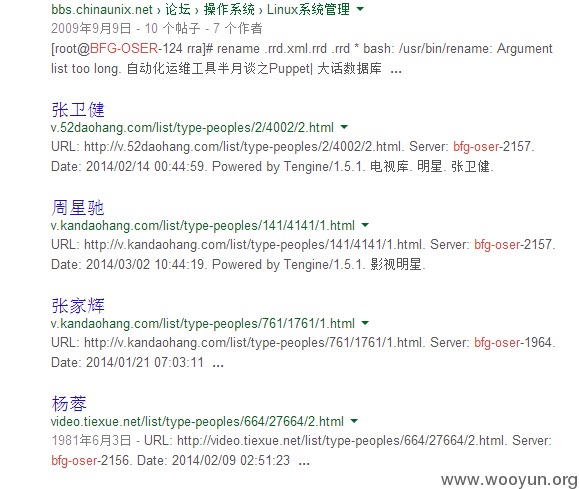 bbs.chinaunix.net › 论坛 › 操作系统 › Linux系统管理
2009年9月9日 - 10 个帖子 - 7 个作者
[root@BFG-OSER-124 rra]# rename .rrd.xml.rrd .rrd * bash: /usr/bin/rename: Argument
list too long. 自动化运维工具半月谈之Puppet| 大话数据库 ...
张卫健
v.52daohang.com/list/type-peoples/2/4002/2.html
URL: http://v.52daohang.com/list/type-peoples/2/4002/2.html. Server: bfg-oser-2157.
Date: 2014/02/14 00:44:59. Powered by Tengine/1.5.1. 电视库. 明星. 张卫健.
周星驰
v.kandaohang.com/list/type-peoples/141/4141/1.html
URL: http://v.kandaohang.com/list/type-peoples/141/4141/1.html. Server: bfg-oser-2157.
Date: 2014/03/02 10:44:19. Powered by Tengine/1.5.1. 影视明星.
张家辉
v.kandaohang.com/list/type-peoples/761/1761/1.html
URL: http://v.kandaohang.com/list/type-peoples/761/1761/1.html. Server: bfg-oser-1964.
Date: 2014/01/21 07:03:11 ...
杨蓉
video.tiexue.net/list/type-peoples/664/27664/2.html
1981年6月3日 - URL: http://video.tiexue.net/list/type-peoples/664/27664/2.html. Server:
bfg-oser-2156. Date: 2014/02/09 02:51:23 ...
www.wooyun.org